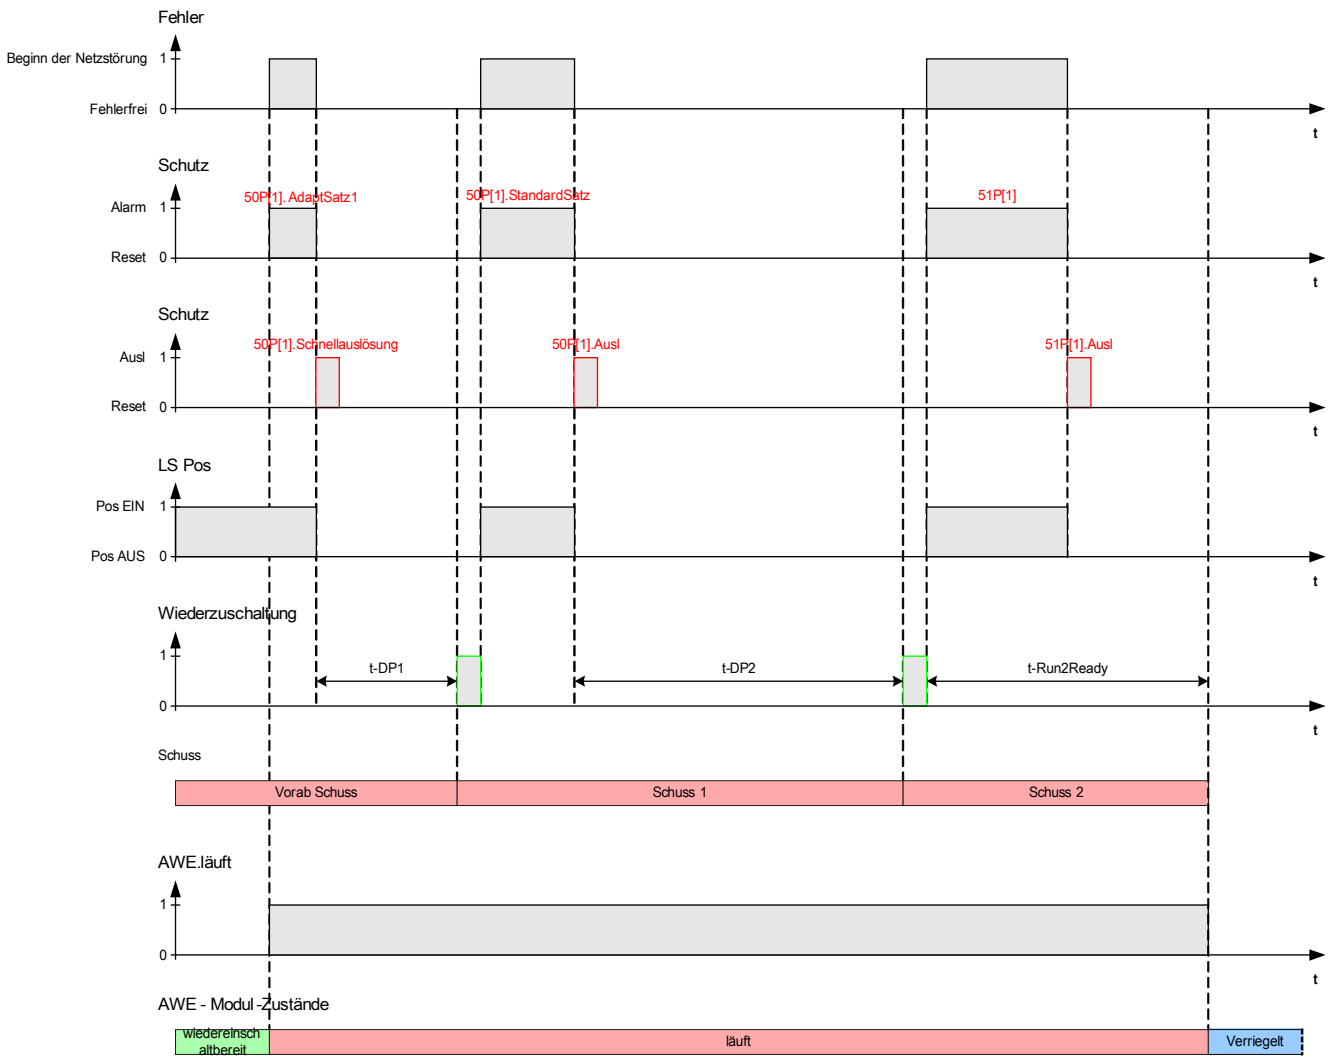 Fehler
Beginn der Netzstörung 1
Fehlerfrei 0
t
Schutz
50P[1].AdaptSatz1 50P[1].StandardSatz 51P[1]
Alarm 1
Reset 0
t
Schutz
50P[1].Schnellauslösung 50P[1].Ausl 51P[1].Ausl
Ausl 1
Reset 0
t
LS Pos
Pos EIN 1
Pos AUS 0
t
Wiederzuschaltung
1
t-DP1 t-DP2 t-Run2Ready
0
t
Schuss
Vorab Schuss Schuss 1 Schuss 2
AWE.läuft
1
0
t
AWE - Modul-Zustände
wiedereinsch
altbereit
läuft Verriegelt